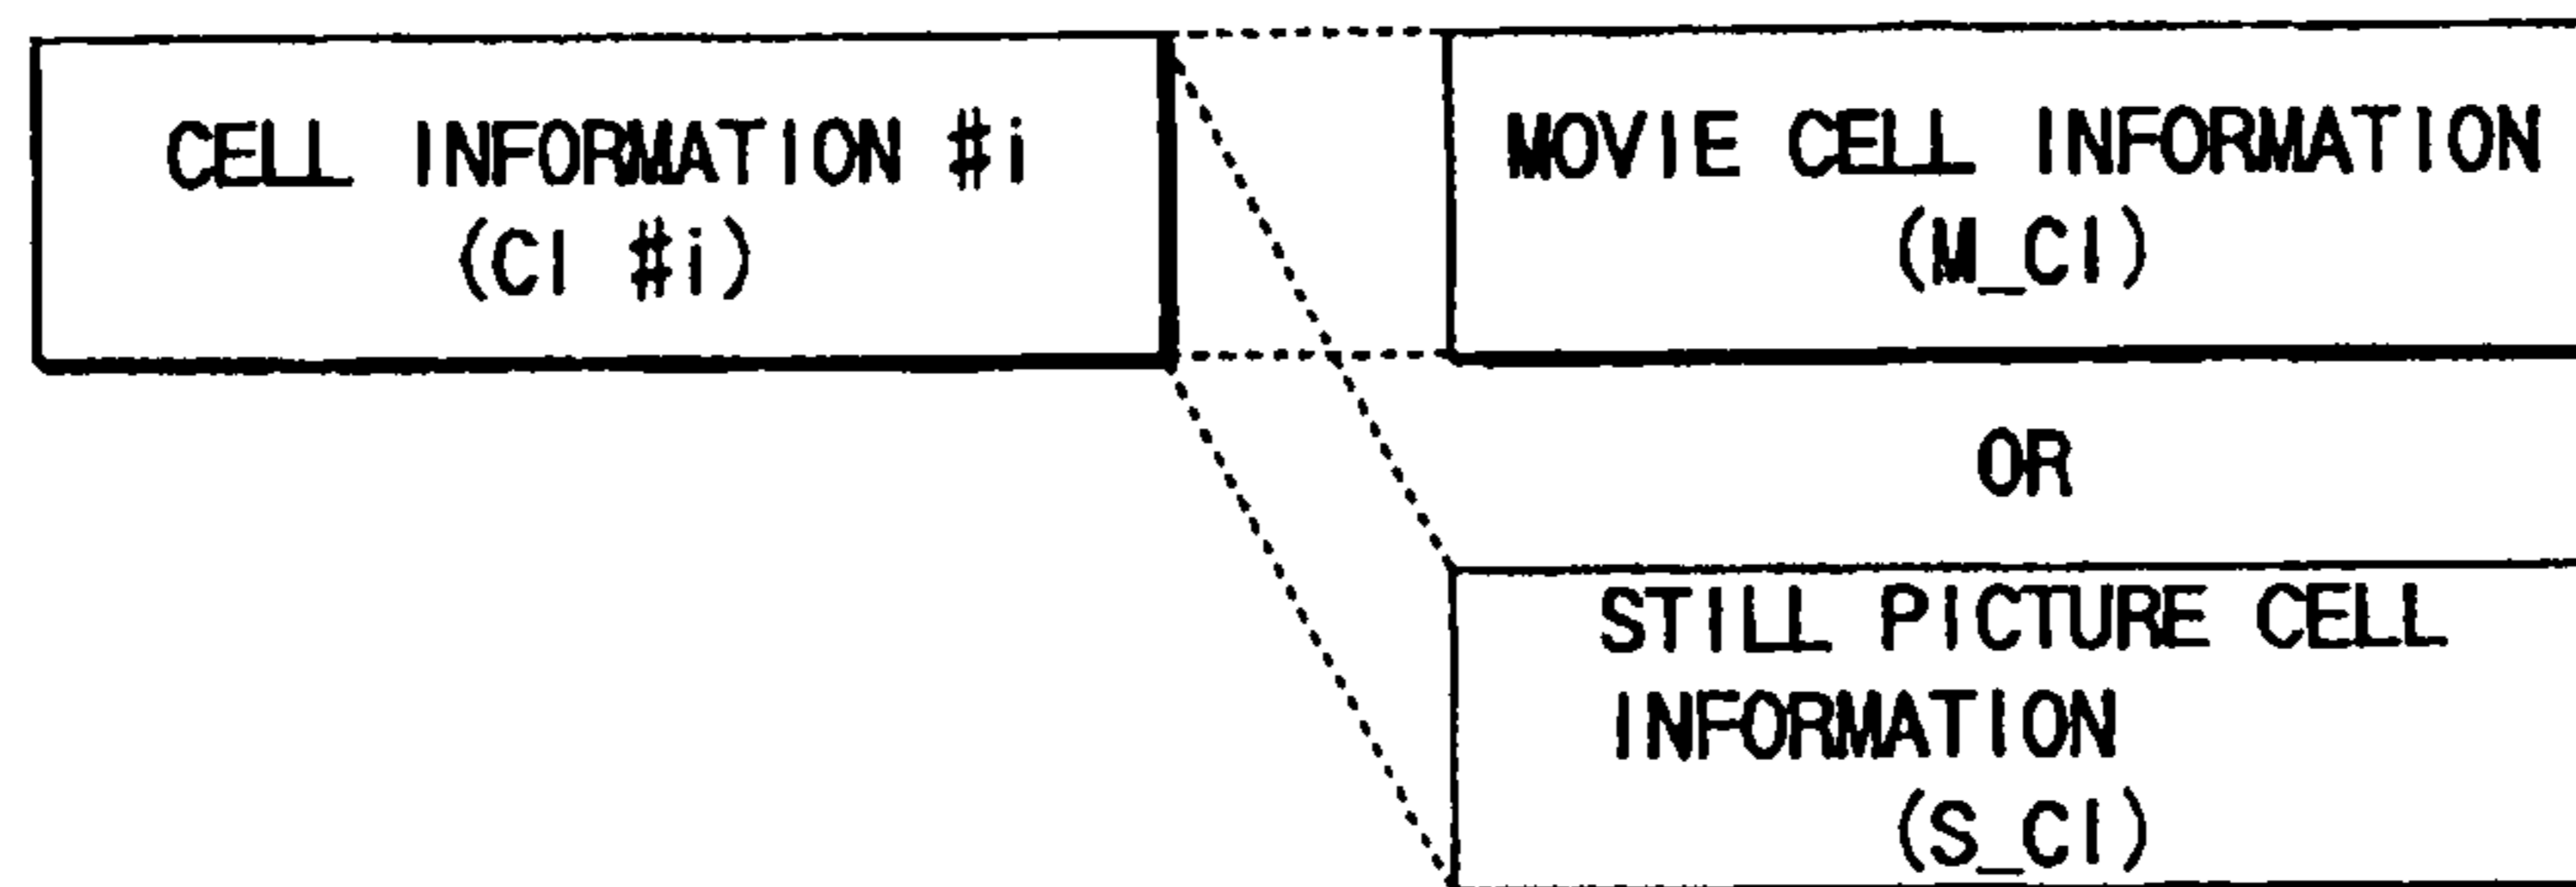 CELL INFORMATION #i
(CI #i)
MOVIE CELL INFORMATION
(M_CI)
OR
STILL PICTURE CELL
INFORMATION
(S_CI)